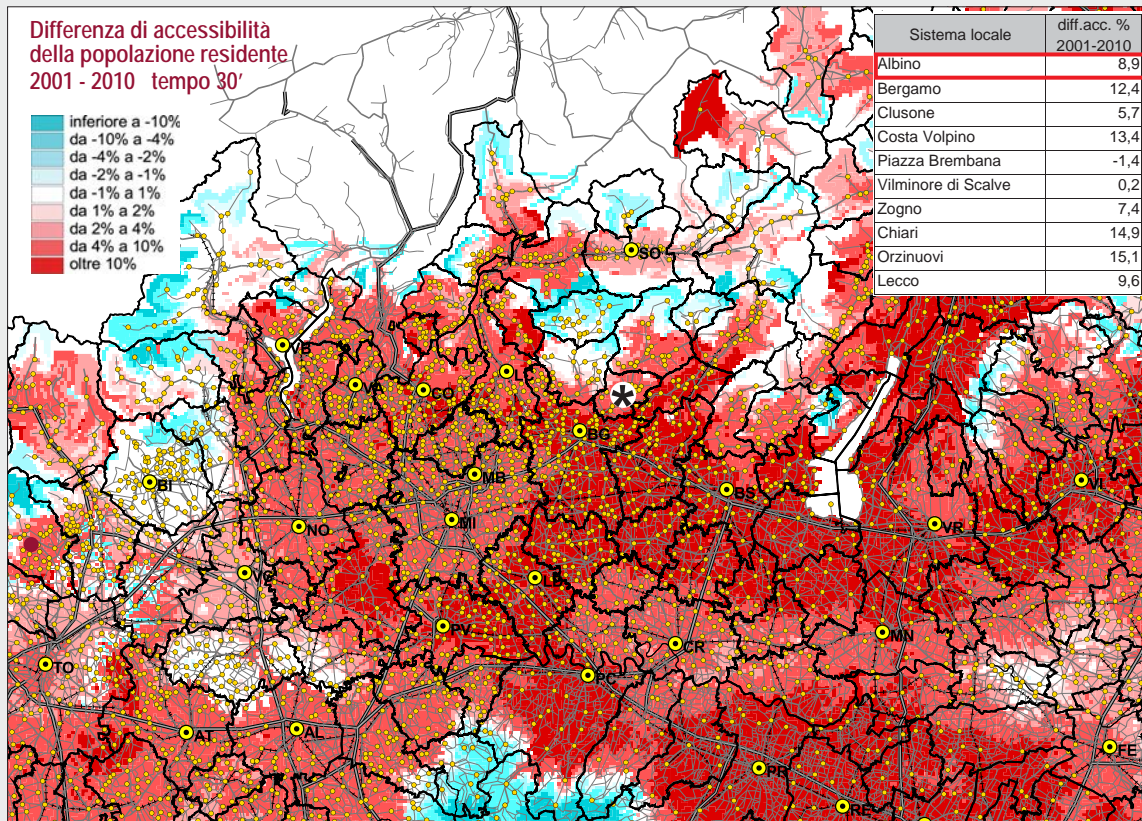 Differenza di accessibilità
della popolazione residente
2001 - 2010 tempo 30'
inferiore a -10%
da -10% a -4%
da -4% a -2%
da -2% a -1%
da -1% a 1%
da 1% a 2%
da 2% a 4%
da 4% a 10%
oltre 10%
Sistema locale diff.acc. % 2001-2010
Albino 8,9
Bergamo 12,4
Clusone 5,7
Costa Volpino 13,4
Piazza Brembana -1,4
Vilminore di Scalve 0,2
Zogno 7,4
Chiari 14,9
Orzinuovi 15,1
Lecco 9,6
SO
VB
VA
CO
*
BG
BI
MB
BS
VI
MI
NO
VR
VC
PV
MN
CR
TO
AT
AL
FE
PR
RE